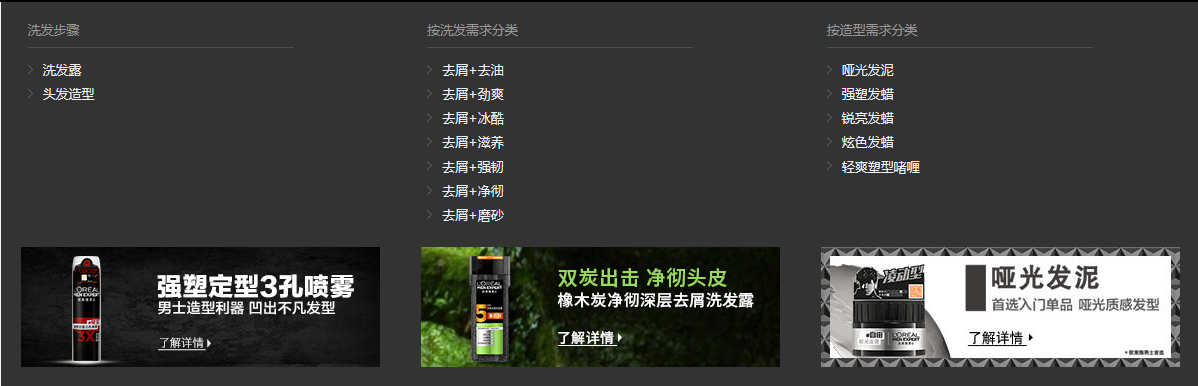 洗发步骤
洗发露
头发造型
按洗发需求分类
去屑+去油
去屑+劲爽
去屑+冰酷
去屑+滋养
去屑+强韧
去屑+净彻
去屑+磨砂
按造型需求分类
哑光发泥
强塑发蜡
锐亮发蜡
炫色发蜡
轻爽塑型啫喱
L'OREAL
MEN EXPERT
3X
强塑定型3孔喷雾
男士造型利器 凹出不凡发型
了解详情
L'OREAL
MEN EXPERT
5
双炭出击 净彻头皮
橡木炭净彻深层去屑洗发露
了解详情
L'OREAL
MEN EXPERT
哑光发泥
首选入门单品 哑光质感发型
了解详情